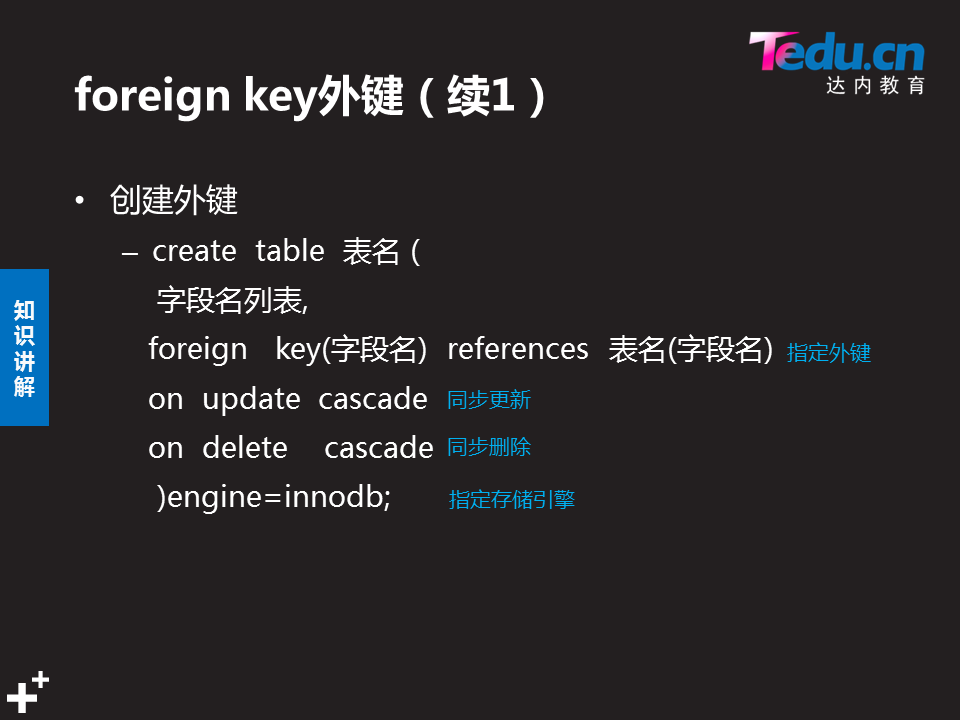 Tedu.cn
达内教育
foreign key外键（续1）
• 创建外键
– create table 表名 (
字段名列表,
foreign key(字段名) references 表名(字段名) 指定外键
on update cascade 同步更新
on delete cascade 同步删除
)engine=innodb; 指定存储引擎
知识讲解